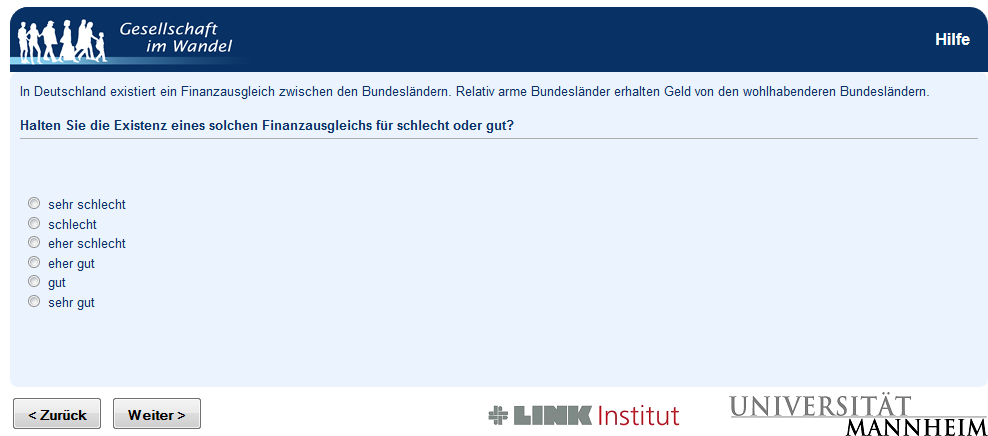 Gesellschaft
im Wandel
Hilfe
In Deutschland existiert ein Finanzausgleich zwischen den Bundesländern. Relativ arme Bundesländer erhalten Geld von den wohlhabenderen Bundesländern.
Halten Sie die Existenz eines solchen Finanzausgleichs für schlecht oder gut?
sehr schlecht
schlecht
eher schlecht
eher gut
gut
sehr gut
< Zurück
Weiter >
LINK Institut
UNIVERSITÄT
MANNHEIM